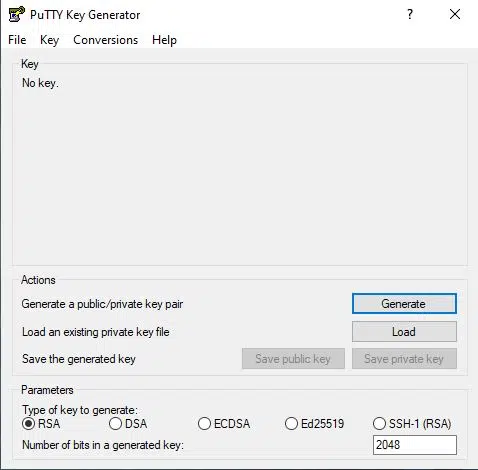 PuTTY Key Generator
?
File Key Conversions Help
Key
No key.
Actions
Generate a public/private key pair Generate
Load an existing private key file Load
Save the generated key Save public key Save private key
Parameters
Type of key to generate:
RSA DSA ECDSA Ed25519 SSH-1 (RSA)
Number of bits in a generated key: 2048